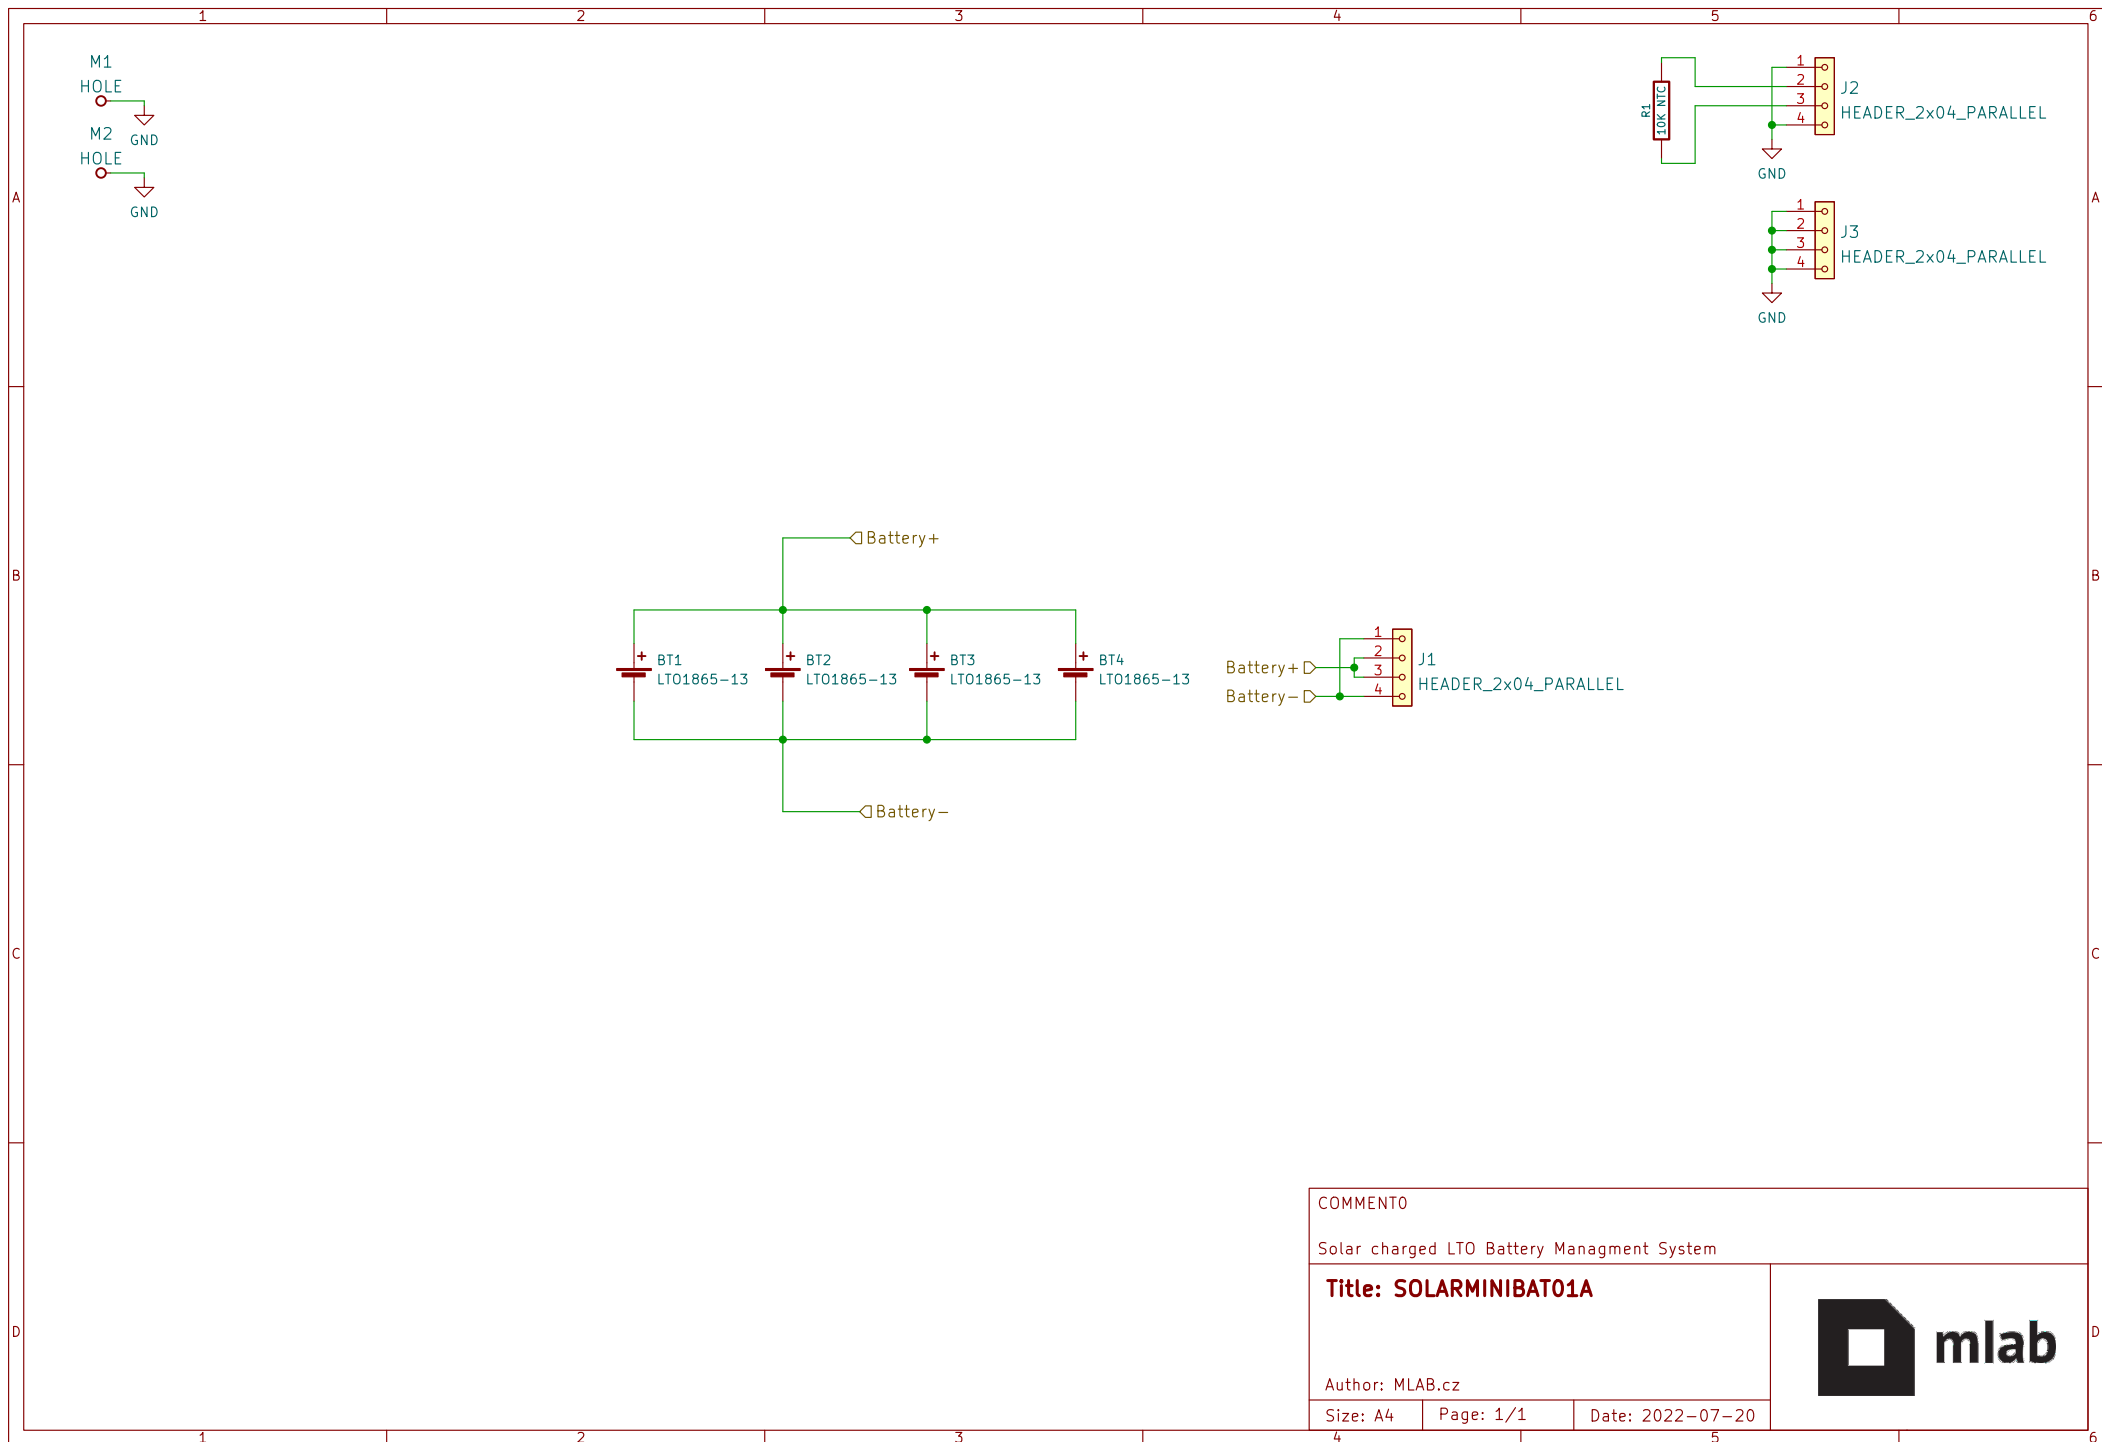 1 2 3 4 5 6
M1
HOLE
GND
M2
HOLE
GND
A
10K NTC
R1
1
2
3
4
J2
HEADER_2x04_PARALLEL
GND
A
1
2
3
4
J3
HEADER_2x04_PARALLEL
GND
B
Battery+
BT1
LTO1865-13
BT2
LTO1865-13
BT3
LTO1865-13
BT4
LTO1865-13
Battery-
Battery+
Battery-
1
2
3
4
J1
HEADER_2x04_PARALLEL
B
C
C
COMMENT0
Solar charged LTO Battery Managment System
Title: SOLARMINIBAT01A
Author: MLAB.cz
Size: A4
Page: 1/1
Date: 2022-07-20
mlab
D
D
1 2 3 4 5 6